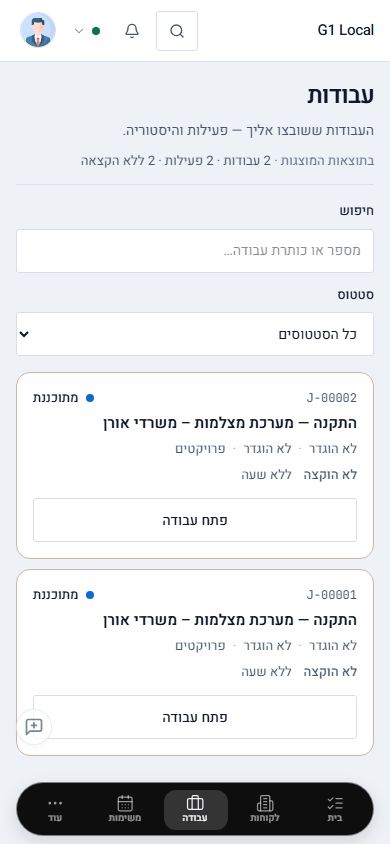 G1 Local
עבודות
העבודות ששובצו אליך — פעילות והיסטוריה.
בתוצאות המוצגות · 2 עבודות · 2 פעילות · 2 ללא הקצאה
חיפוש
מספר או כותרת עבודה...
סטטוס
כל הסטטוסים
J-00002 מתוכננת
התקנה — מערכת מצלמות – משרדי אורן
לא הוגדר · לא הוגדר · פרויקטים
לא הוקצה ללא שעה
פתח עבודה
J-00001 מתוכננת
התקנה — מערכת מצלמות – משרדי אורן
לא הוגדר · לא הוגדר · פרויקטים
לא הוקצה ללא שעה
פתח עבודה
בית לקוחות עבודה משימות עוד